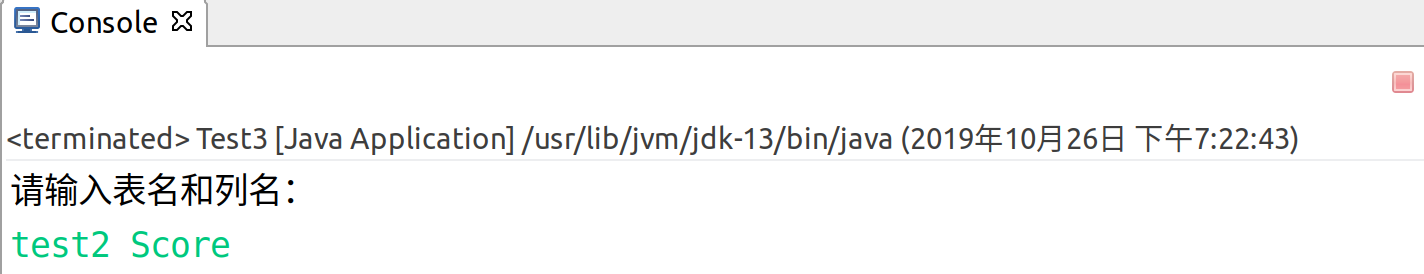 Console
<terminated> Test3 [Java Application] /usr/lib/jvm/jdk-13/bin/java (2019年10月26日 下午7:22:43)
请输入表名和列名：
test2 Score